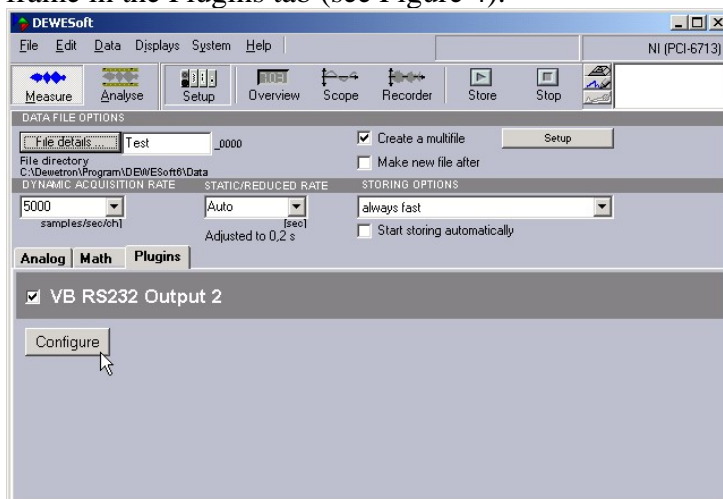 frame in the Plugins tab (see Figure 4).
DEWESoft
File Edit Data Displays System Help NI (PCI-6713)
Measure Analyse Setup Overview Scope Recorder Store Stop
DATA FILE OPTIONS
File details... Test _0000 Create a multifile Setup
File directory Make new file after
C:\Dewetron\Program\DEWESoft6\Data
DYNAMIC ACQUISITION RATE STATIC/REDUCED RATE STORING OPTIONS
5000 Auto always fast
samples/sec/ch] [sec] Start storing automatically
Adjusted to 0,2 s
Analog Math Plugins
VB RS232 Output 2
Configure